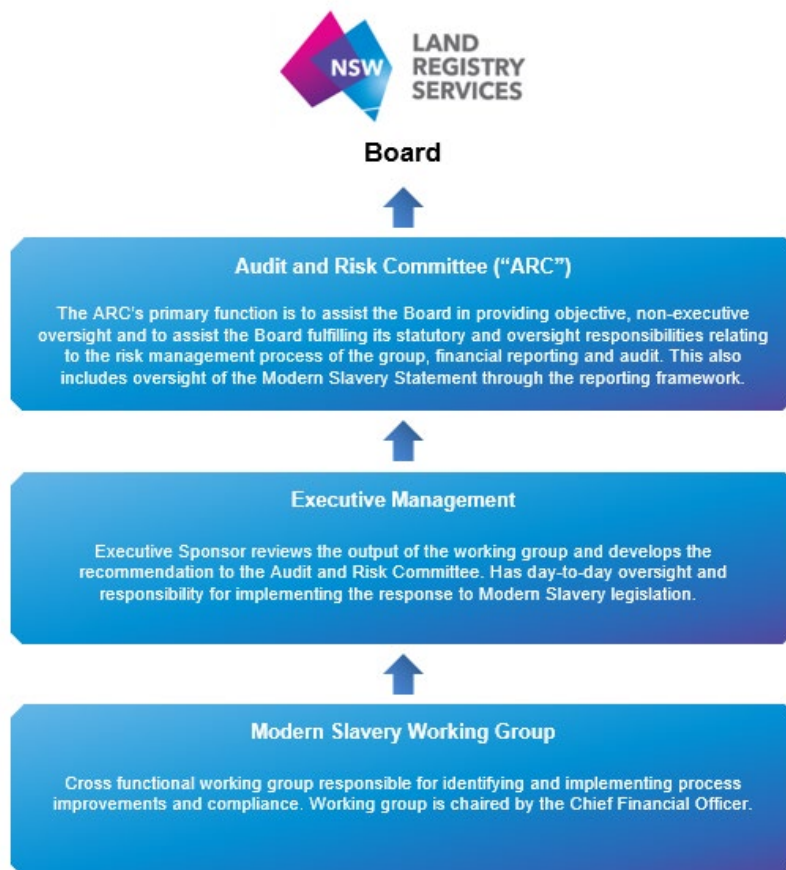 NSW
LAND
REGISTRY
SERVICES
Board
Audit and Risk Committee (“ARC”)
The ARC’s primary function is to assist the Board in providing objective, non-executive
oversight and to assist the Board fulfilling its statutory and oversight responsibilities relating
to the risk management process of the group, financial reporting and audit. This also
includes oversight of the Modern Slavery Statement through the reporting framework.
Executive Management
Executive Sponsor reviews the output of the working group and develops the
recommendation to the Audit and Risk Committee. Has day-to-day oversight and
responsibility for implementing the response to Modern Slavery legislation.
Modern Slavery Working Group
Cross functional working group responsible for identifying and implementing process
improvements and compliance. Working group is chaired by the Chief Financial Officer.